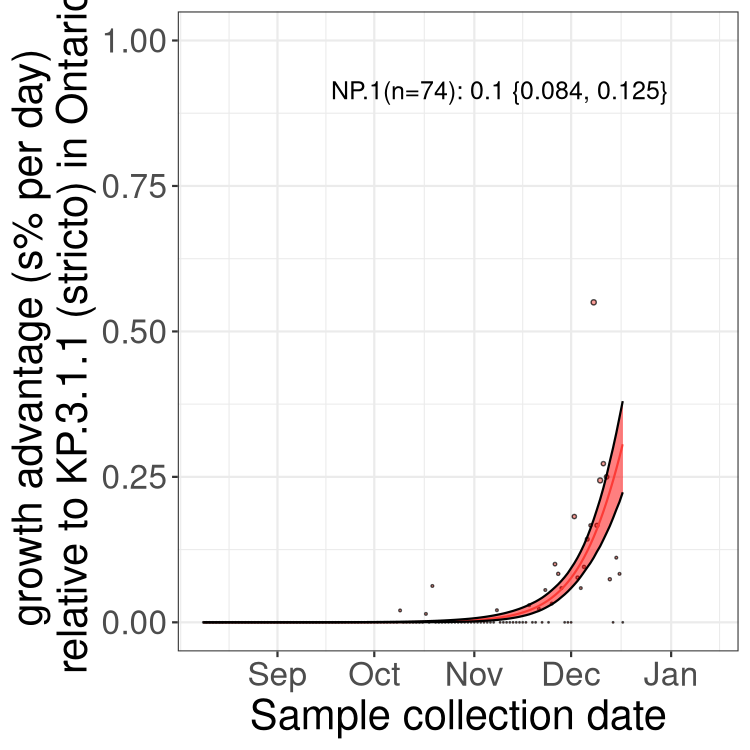 growth advantage (s% per day)
relative to KP.3.1.1 (stricto) in Ontario
1.00
0.75
0.50
0.25
0.00
NP.1(n=74): 0.1 {0.084, 0.125}
Sep Oct Nov Dec Jan
Sample collection date